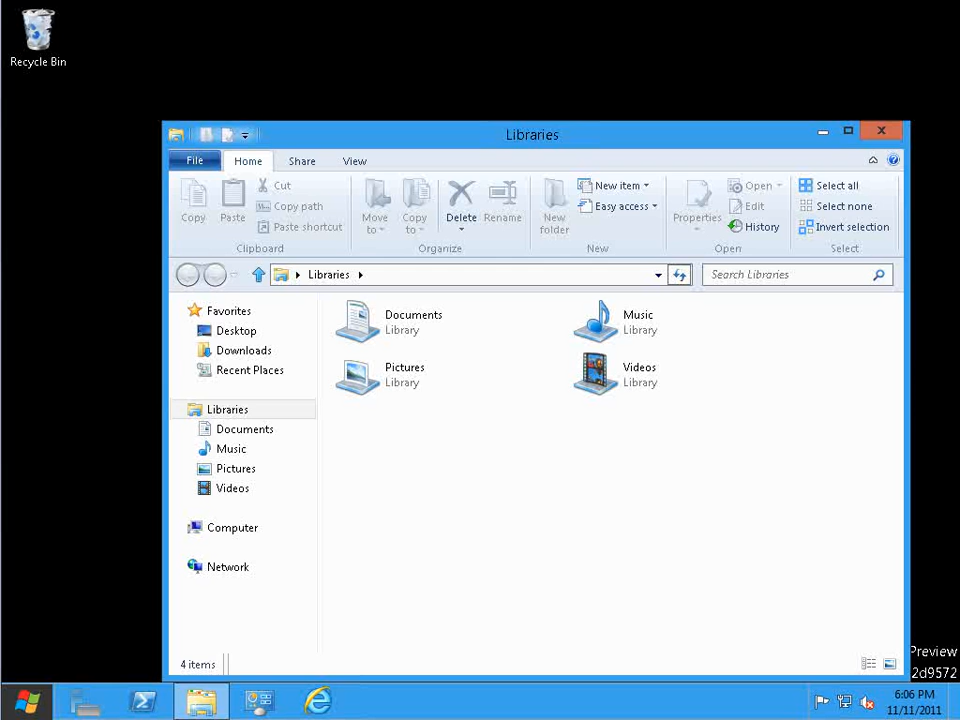 Recycle Bin
Libraries
File Home Share View
Copy
Paste
Cut
Copy path
Paste shortcut
Clipboard
Move to
Copy to
Delete
Rename
Organize
New folder
New item
Easy access
New
Properties
Open
Edit
History
Open
Select all
Select none
Invert selection
Select
Libraries
Search Libraries
Favorites
Desktop
Downloads
Recent Places
Libraries
Documents
Music
Pictures
Videos
Computer
Network
Documents
Library
Music
Library
Pictures
Library
Videos
Library
4 items
Preview
2d9572
6:06 PM
11/11/2011